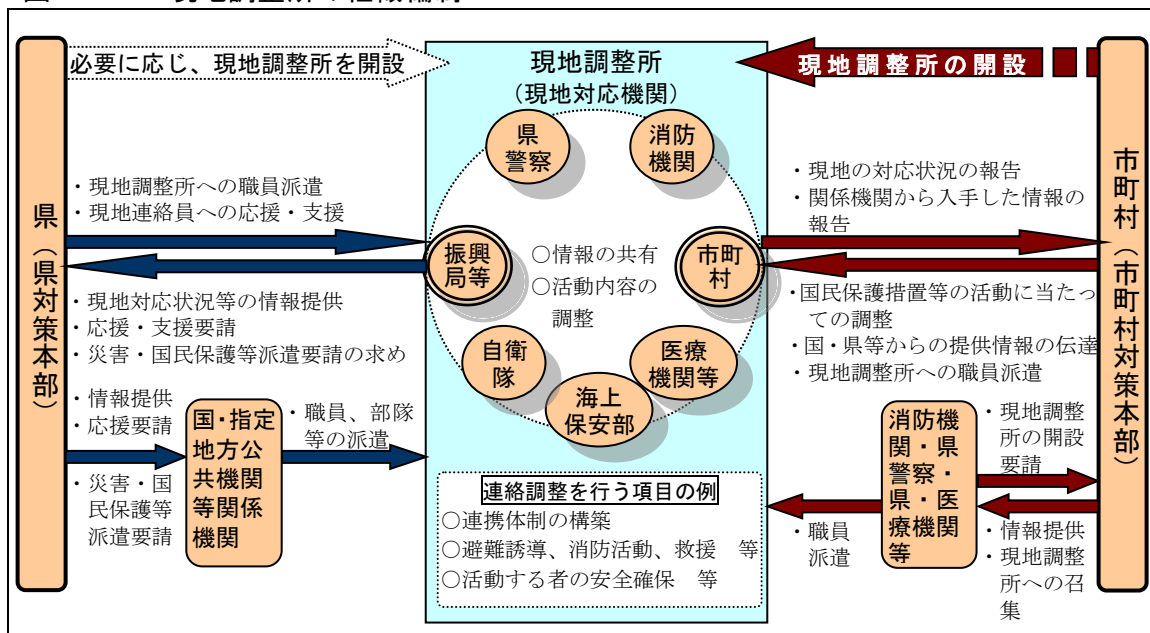 必要に応じ、現地調整所を開設
現地調整所
（現地対応機関）
現地調整所の開設
県（県対策本部）
市町村（市町村対策本部）
県
警察
消防
機関
振興
局等
市町
村
自衛
隊
医療
機関等
海上
保安部
○情報の共有
○活動内容の
調整
・現地調整所への職員派遣
・現地連絡員への応援・支援
・現地対応状況等の情報提供
・応援・支援要請
・災害・国民保護等派遣要請の求め
・情報提供
・応援要請
・災害・国
民保護等
派遣要請
国・指定
地方公
共機関
等関係
機関
・職員、部隊
等の派遣
連絡調整を行う項目の例
○連携体制の構築
○避難誘導、消防活動、救援　等
○活動する者の安全確保　等
・現地の対応状況の報告
・関係機関から入手した情報の
報告
・国民保護措置等の活動に当たっ
ての調整
・国・県等からの提供情報の伝達
・現地調整所への職員派遣
消防機
関・県
警察・
県・医
療機関
等
・現地調整
所の開設
要請
・職員
派遣
・情報提供
・現地調整
所への召
集